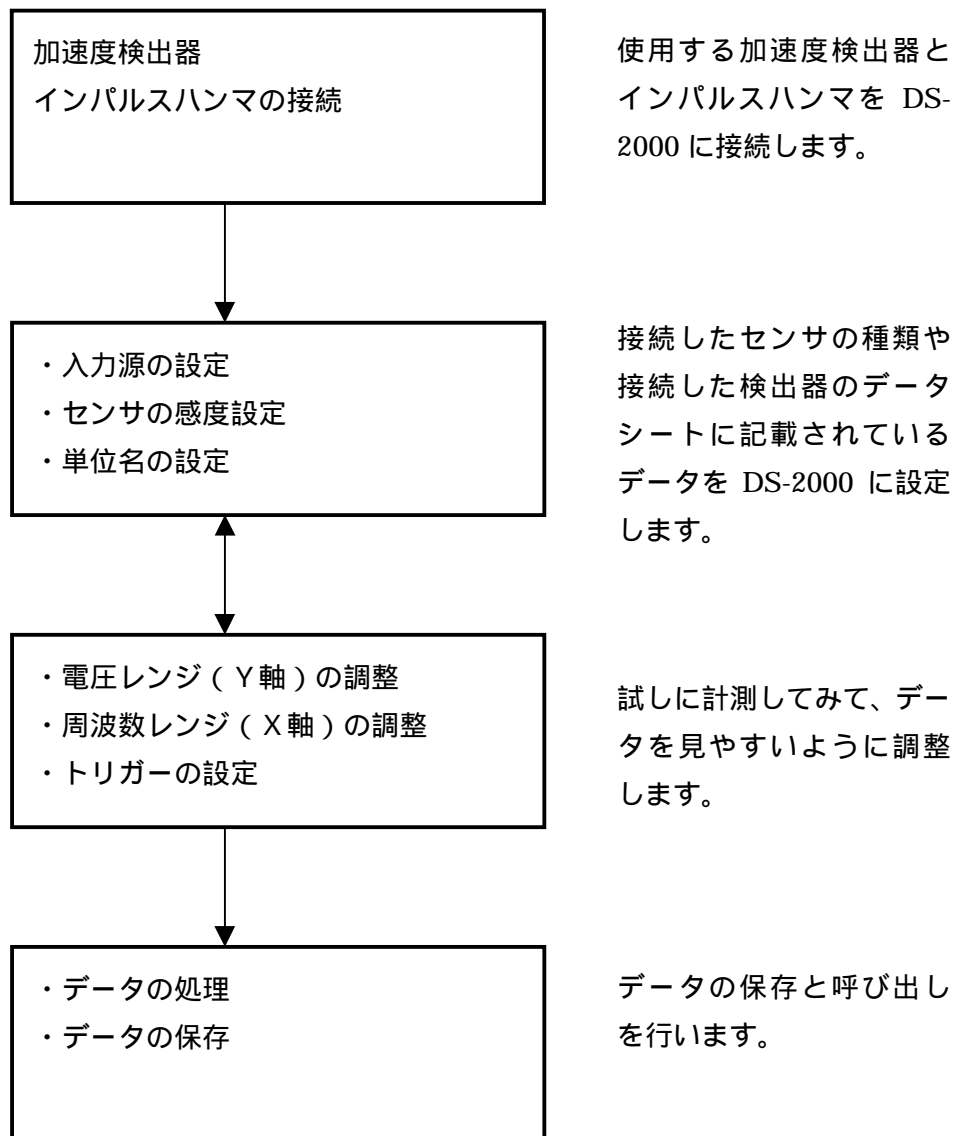 加速度検出器
インパルスハンマの接続
使用する加速度検出器と
インパルスハンマを DS-
2000 に接続します。
・入力源の設定
・センサの感度設定
・単位名の設定
接続したセンサの種類や
接続した検出器のデータ
シートに記載されている
データを DS-2000 に設定
します。
・電圧レンジ（Ｙ軸）の調整
・周波数レンジ（Ｘ軸）の調整
・トリガーの設定
試しに計測してみて、デー
タを見やすいように調整
します。
・データの処理
・データの保存
データの保存と呼び出し
を行います。